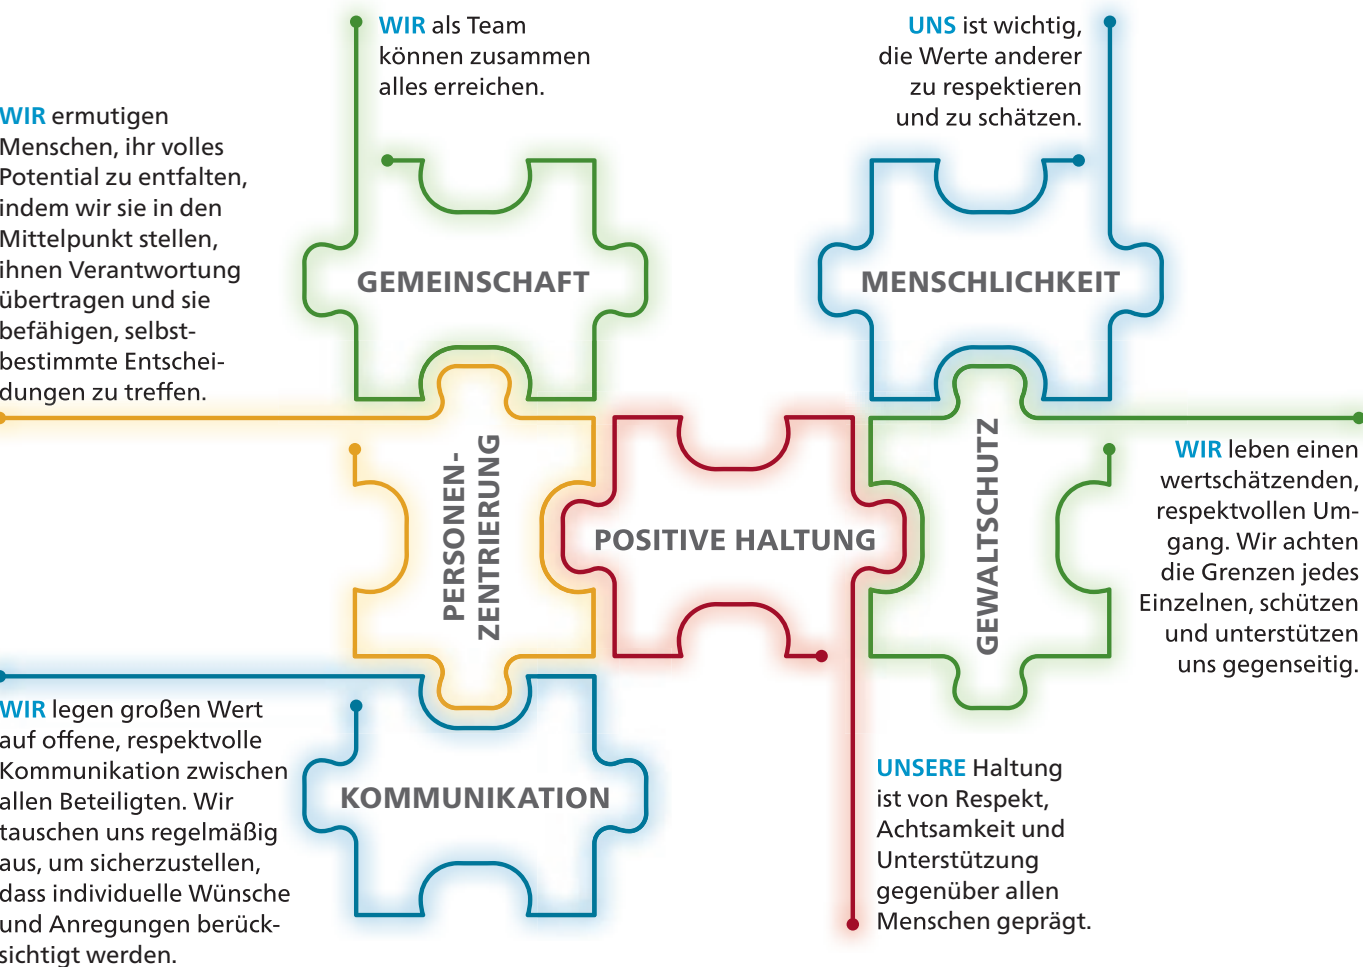 WIR als Team
können zusammen
alles erreichen.
UNS ist wichtig,
die Werte anderer
zu respektieren
und zu schätzen.
WIR ermutigen
Menschen, ihr volles
Potential zu entfalten,
indem wir sie in den
Mittelpunkt stellen,
ihnen Verantwortung
übertragen und sie
befähigen, selbst-
bestimmte Entschei-
dungen zu treffen.
GEMEINSCHAFT
MENSCHLICHKEIT
PERSONEN-
ZENTRIERUNG
POSITIVE HALTUNG
GEWALTSCHUTZ
WIR leben einen
wertschätzenden,
respektvollen Um-
gang. Wir achten
die Grenzen jedes
Einzelnen, schützen
und unterstützen
uns gegenseitig.
WIR legen großen Wert
auf offene, respektvolle
Kommunikation zwischen
allen Beteiligten. Wir
tauschen uns regelmäßig
aus, um sicherzustellen,
dass individuelle Wünsche
und Anregungen berück-
sichtigt werden.
KOMMUNIKATION
UNSERE Haltung
ist von Respekt,
Achtsamkeit und
Unterstützung
gegenüber allen
Menschen geprägt.